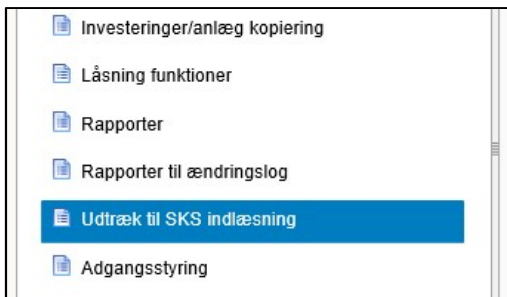 Investeringer/anlæg kopiering
Låsning funktioner
Rapporter
Rapporter til ændringslog
Udtræk til SKS indlæsning
Adgangsstyring